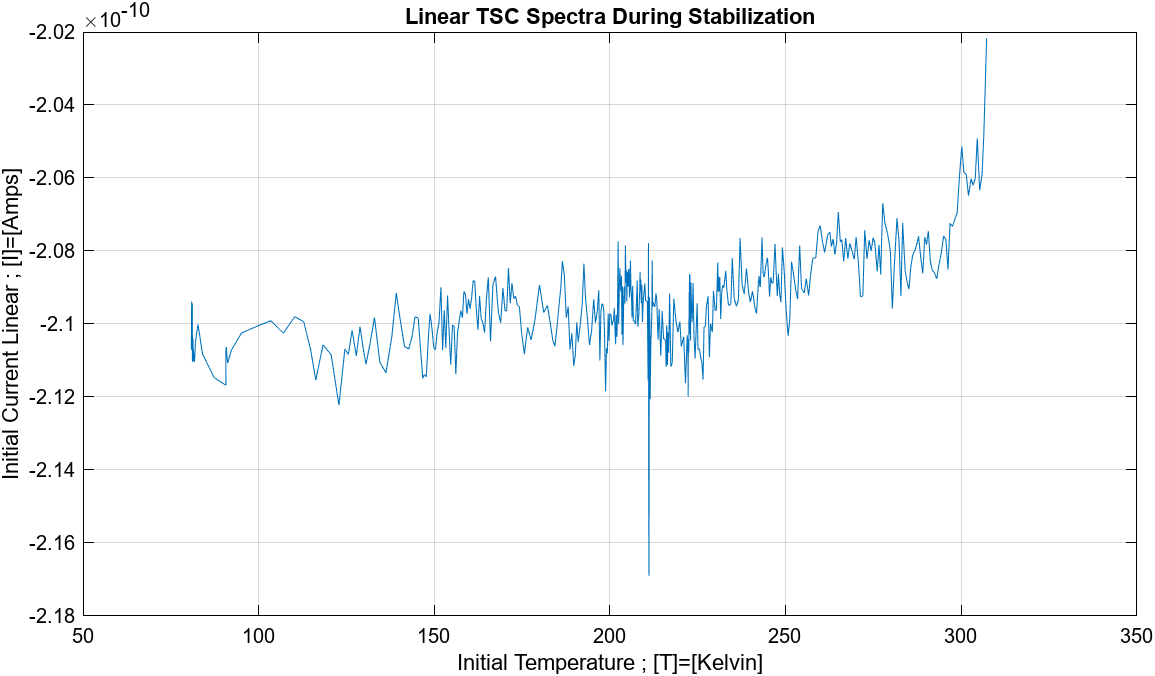 Linear TSC Spectra During Stabilization
×10-10
-2.02
-2.04
-2.06
-2.08
-2.1
-2.12
-2.14
-2.16
-2.18
Initial Current Linear ; [I]=[Amps]
50 100 150 200 250 300 350
Initial Temperature ; [T]=[Kelvin]